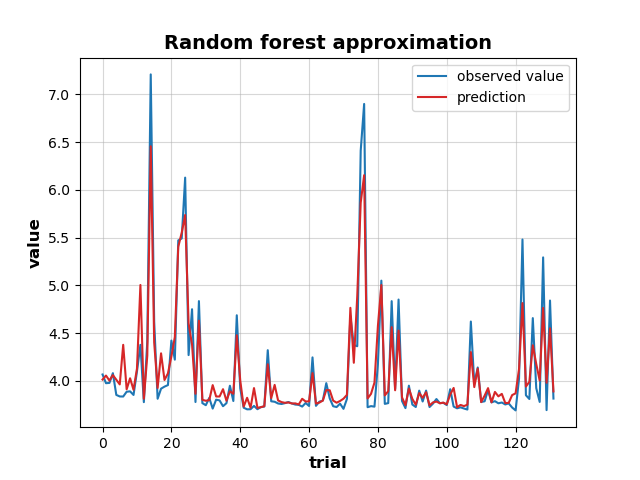 Random forest approximation
observed value
prediction
value
7.0
6.5
6.0
5.5
5.0
4.5
4.0
0 20 40 60 80 100 120
trial